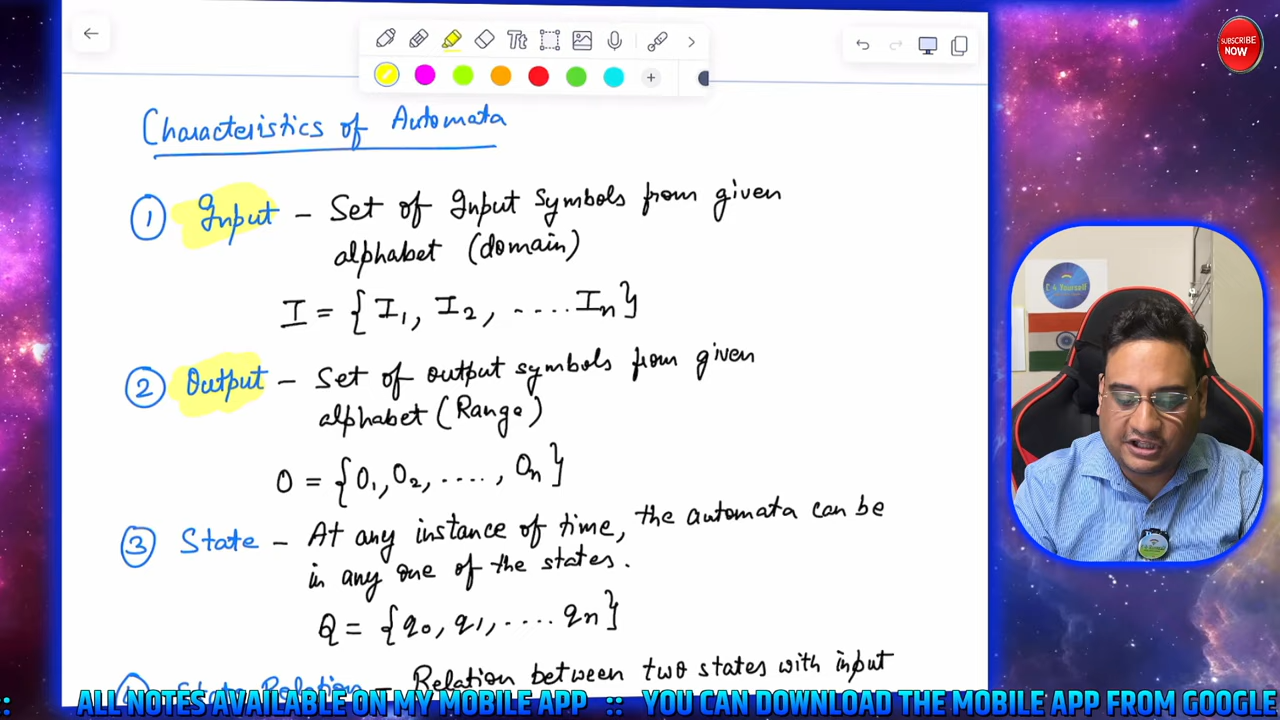 SUBSCRIBE
NOW
Tt
Characteristics of Automata
① Input - Set of Input Symbols from given
alphabet (domain)
I = {I₁, I₂, ....Iₙ}
② Output - Set of output symbols from given
alphabet (Range)
O = {O₁, O₂, ...., Oₙ}
③ State - At any instance of time, the automata can be
in any one of the states.
Q = {q₀, q₁, .... qₙ}
State Relation - Relation between two states with input
:: ALL NOTES AVAILABLE ON MY MOBILE APP :: YOU CAN DOWNLOAD THE MOBILE APP FROM GOOGLE